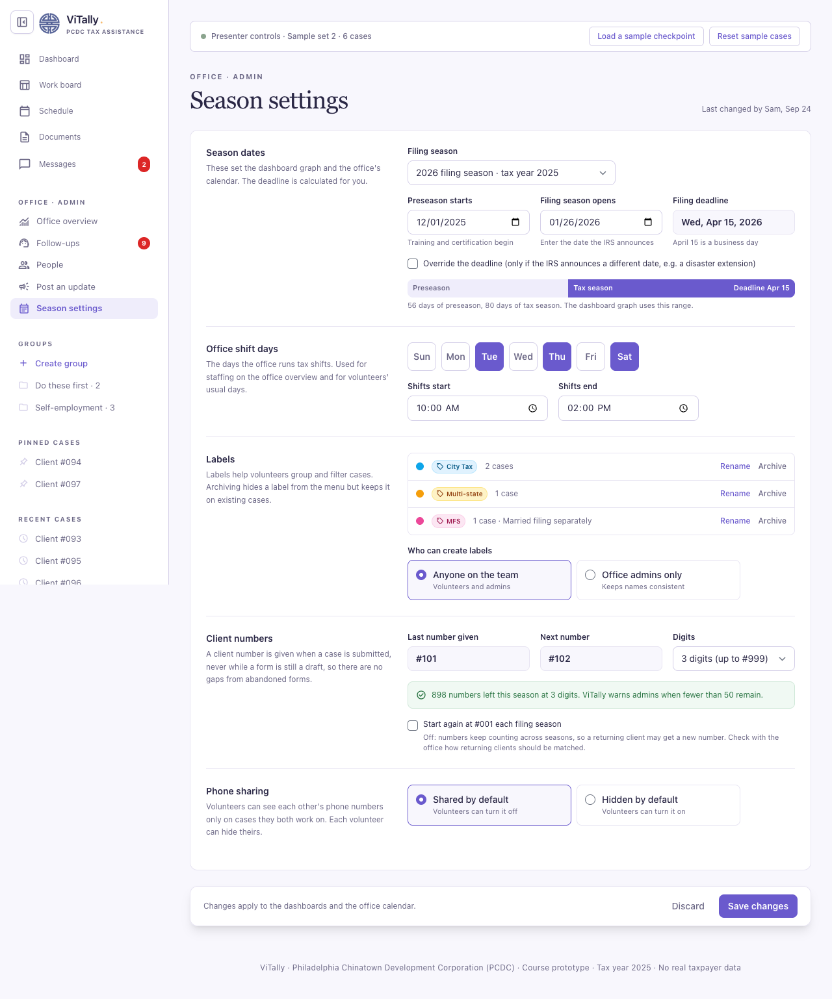 ViTally.
PCDC TAX ASSISTANCE
Dashboard
Work board
Schedule
Documents
Messages
2
OFFICE · ADMIN
Office overview
Follow-ups
9
People
Post an update
Season settings
GROUPS
Create group
Do these first · 2
Self-employment · 3
PINNED CASES
Client #094
Client #097
RECENT CASES
Client #093
Client #095
Client #096
Presenter controls · Sample set 2 · 6 cases
Load a sample checkpoint
Reset sample cases
OFFICE · ADMIN
Season settings
Last changed by Sam, Sep 24
Season dates
These set the dashboard graph and the office's
calendar. The deadline is calculated for you.
Filing season
2026 filing season · tax year 2025
Preseason starts
Filing season opens
Filing deadline
12/01/2025
01/26/2026
Wed, Apr 15, 2026
Training and certification begin
Enter the date the IRS announces
April 15 is a business day
Override the deadline (only if the IRS announces a different date, e.g. a disaster extension)
Preseason
Tax season
Deadline Apr 15
56 days of preseason, 80 days of tax season. The dashboard graph uses this range.
Office shift days
The days the office runs tax shifts. Used for
staffing on the office overview and for volunteers'
usual days.
Sun
Mon
Tue
Wed
Thu
Fri
Sat
Shifts start
Shifts end
10:00 AM
02:00 PM
Labels
Labels help volunteers group and filter cases.
Archiving hides a label from the menu but keeps it
on existing cases.
City Tax
2 cases
Rename
Archive
Multi-state
1 case
Rename
Archive
MFS
1 case · Married filing separately
Rename
Archive
Who can create labels
Anyone on the team
Volunteers and admins
Office admins only
Keeps names consistent
Client numbers
A client number is given when a case is submitted,
never while a form is still a draft, so there are no
gaps from abandoned forms.
Last number given
Next number
Digits
#101
#102
3 digits (up to #999)
898 numbers left this season at 3 digits. ViTally warns admins when fewer than 50 remain.
Start again at #001 each filing season
Off: numbers keep counting across seasons, so a returning client may get a new number. Check with the
office how returning clients should be matched.
Phone sharing
Volunteers can see each other's phone numbers
only on cases they both work on. Each volunteer
can hide theirs.
Shared by default
Volunteers can turn it off
Hidden by default
Volunteers can turn it on
Changes apply to the dashboards and the office calendar.
Discard
Save changes
ViTally · Philadelphia Chinatown Development Corporation (PCDC) · Course prototype · Tax year 2025 · No real taxpayer data